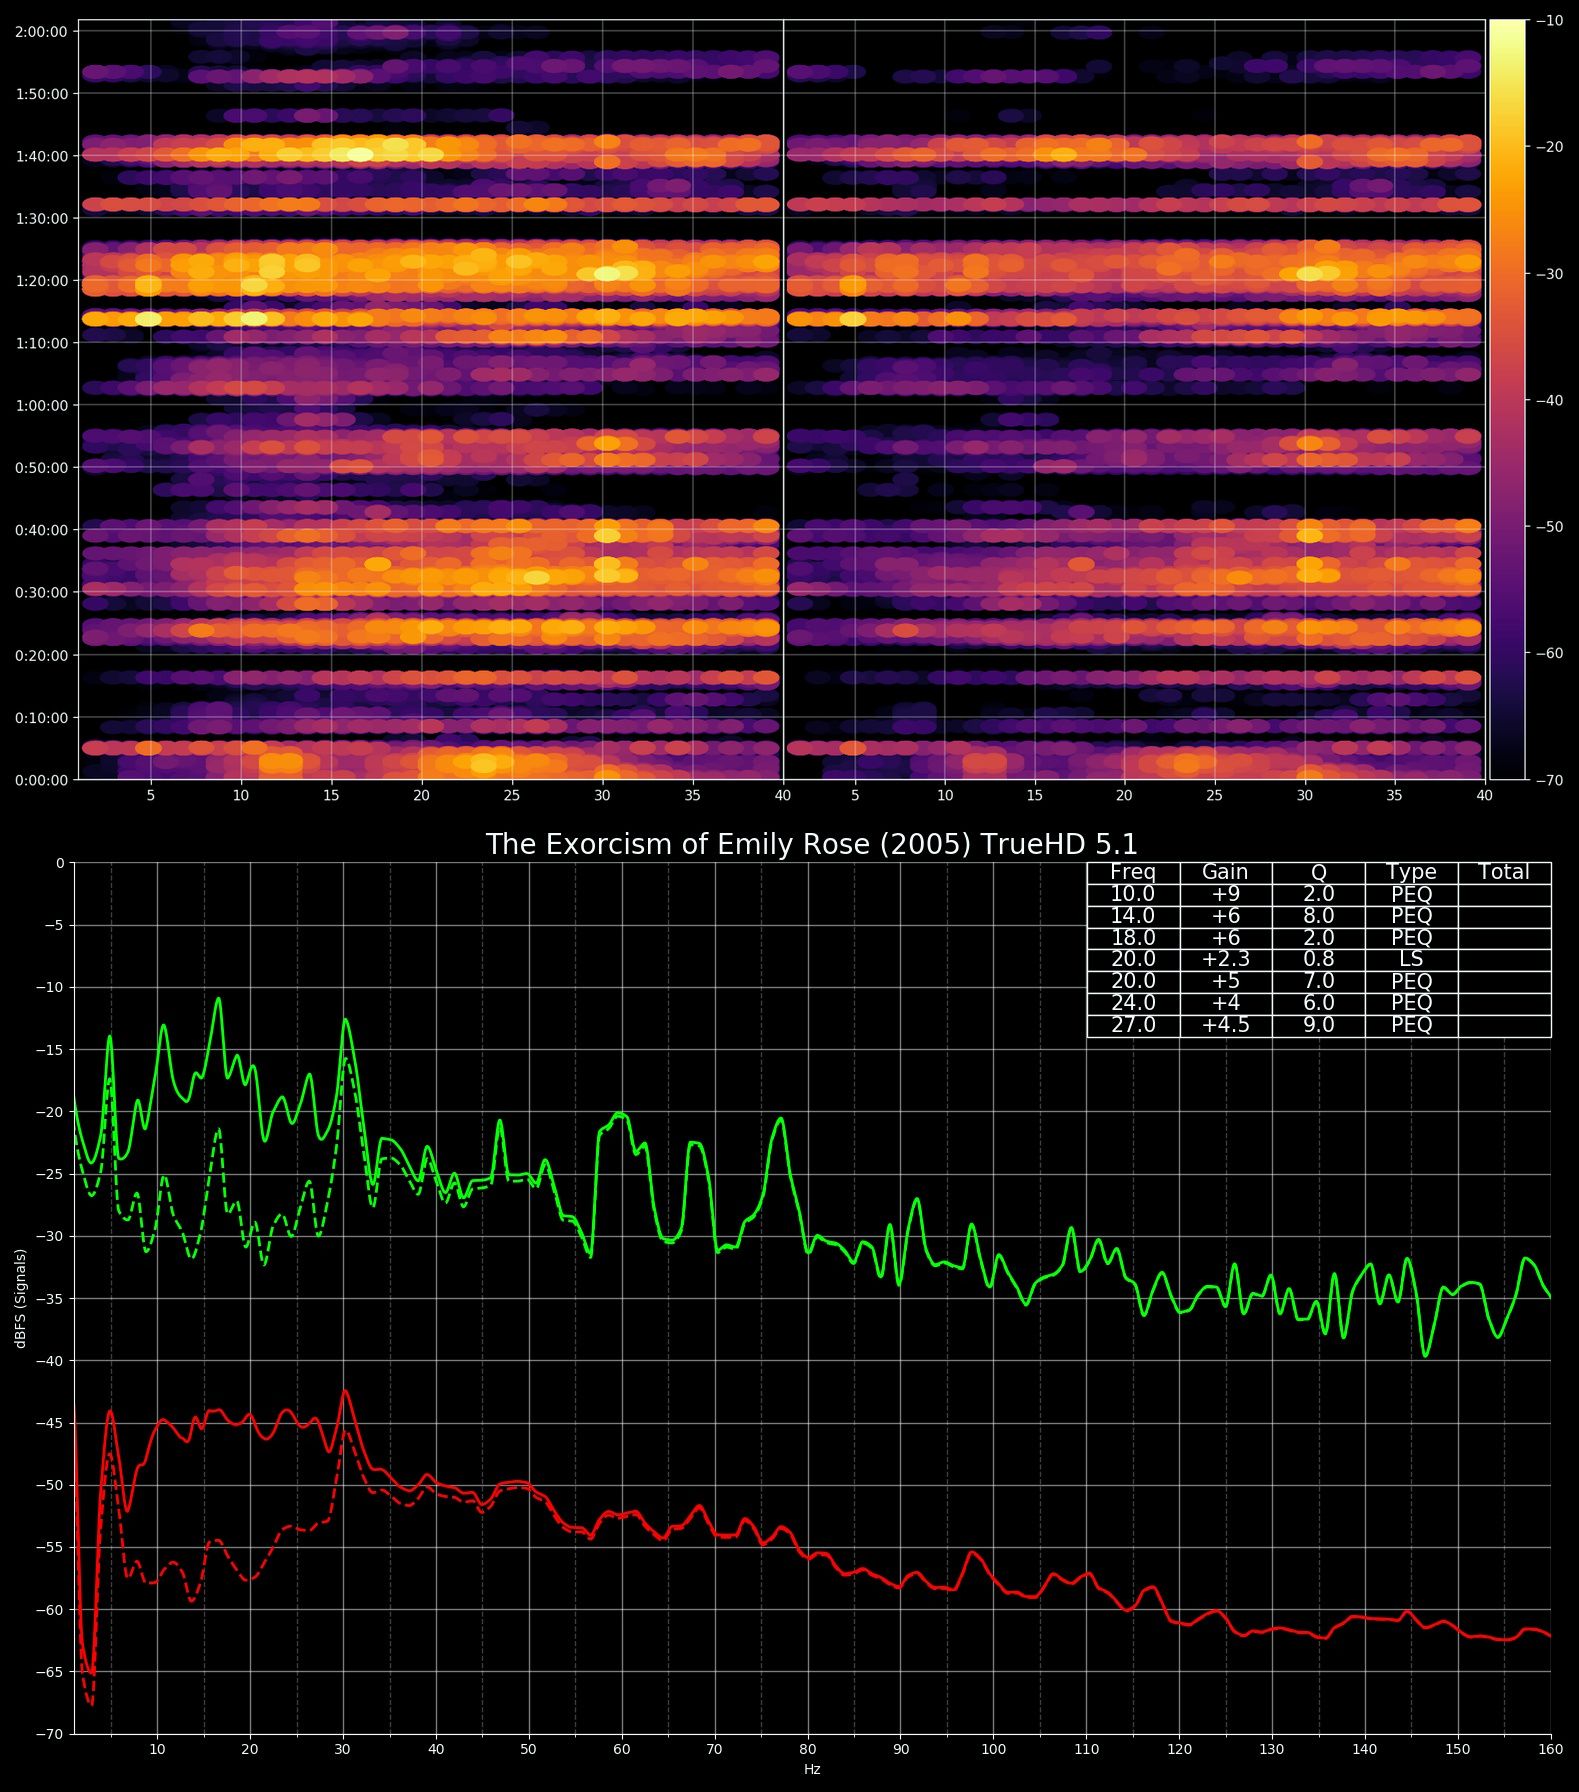 2:00:00
1:50:00
1:40:00
1:30:00
1:20:00
1:10:00
1:00:00
0:50:00
0:40:00
0:30:00
0:20:00
0:10:00
0:00:00
−10
−20
−30
−40
−50
−60
−70
5 10 15 20 25 30 35 40 5 10 15 20 25 30 35 40
The Exorcism of Emily Rose (2005) TrueHD 5.1
Freq Gain Q Type Total
10.0 +9 2.0 PEQ
14.0 +6 8.0 PEQ
18.0 +6 2.0 PEQ
20.0 +2.3 0.8 LS
20.0 +5 7.0 PEQ
24.0 +4 6.0 PEQ
27.0 +4.5 9.0 PEQ
0
−5
−10
−15
−20
−25
−30
−35
−40
−45
−50
−55
−60
−65
−70
dBFS (Signals)
10 20 30 40 50 60 70 80 90 100 110 120 130 140 150 160
Hz